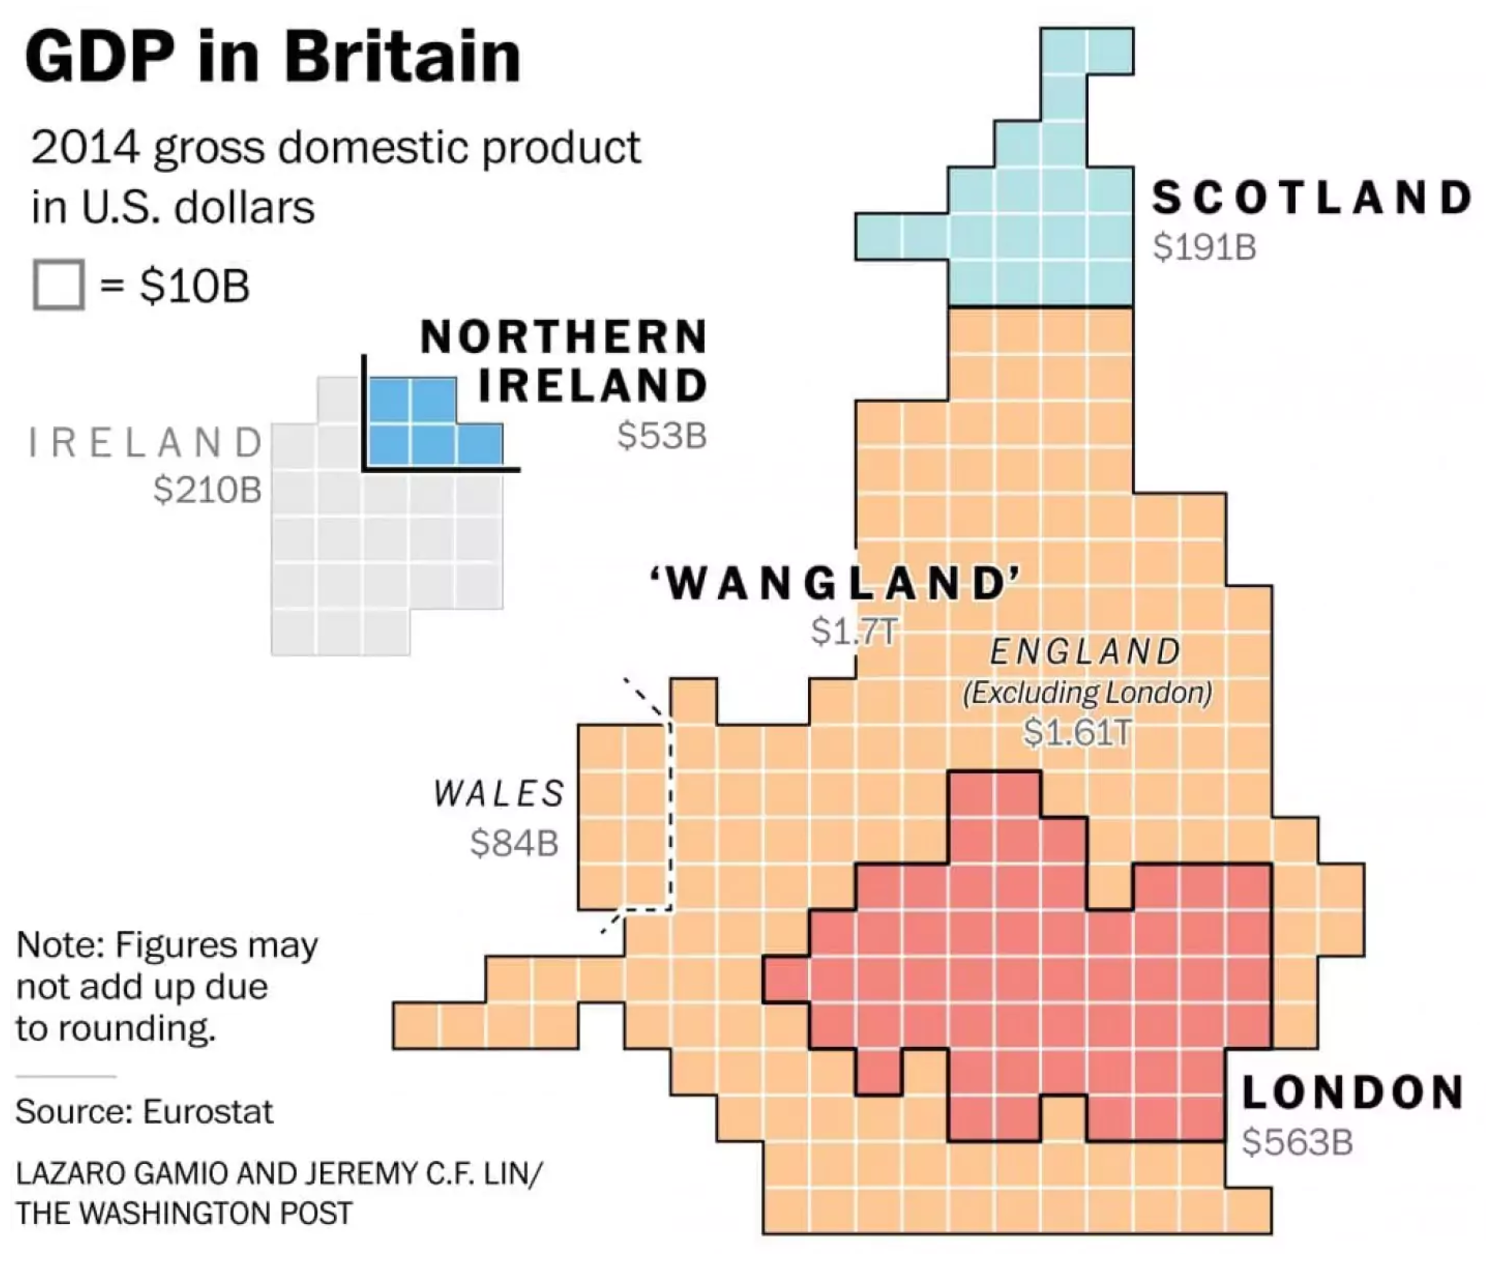 GDP in Britain
2014 gross domestic product
in U.S. dollars
= $10B
SCOTLAND
$191B
NORTHERN
IRELAND
$53B
IRELAND
$210B
‘WANGLAND’
$1.7T
ENGLAND
(Excluding London)
$1.61T
WALES
$84B
LONDON
$563B
Note: Figures may
not add up due
to rounding.
Source: Eurostat
LAZARO GAMIO AND JEREMY C.F. LIN/
THE WASHINGTON POST